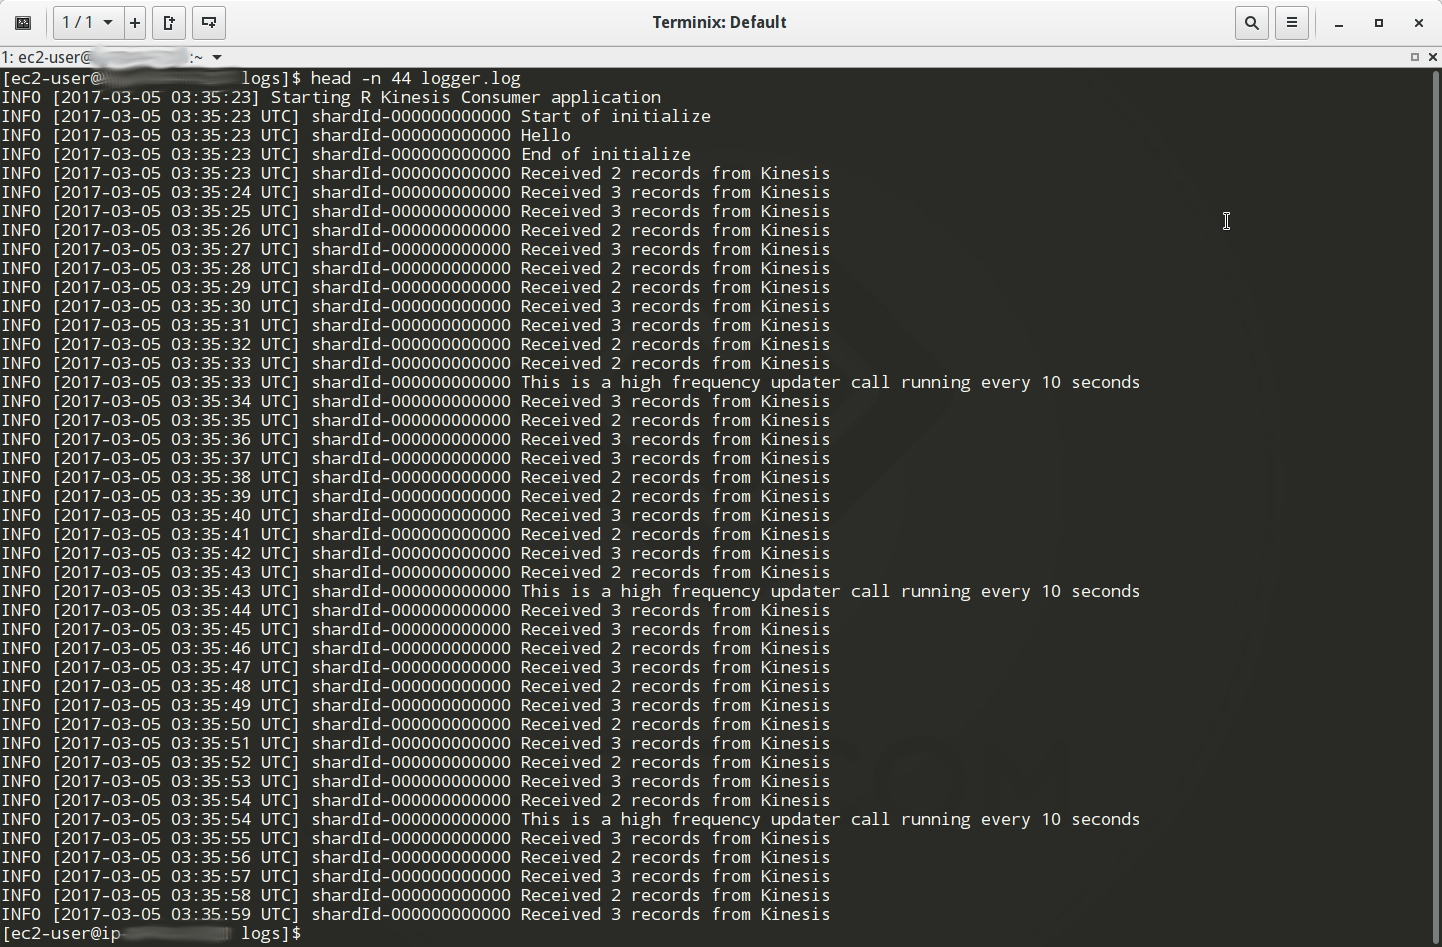 1 / 1
Terminix: Default
1: ec2-user@ :~
[ec2-user@ logs]$ head -n 44 logger.log
INFO [2017-03-05 03:35:23] Starting R Kinesis Consumer application
INFO [2017-03-05 03:35:23 UTC] shardId-000000000000 Start of initialize
INFO [2017-03-05 03:35:23 UTC] shardId-000000000000 Hello
INFO [2017-03-05 03:35:23 UTC] shardId-000000000000 End of initialize
INFO [2017-03-05 03:35:23 UTC] shardId-000000000000 Received 2 records from Kinesis
INFO [2017-03-05 03:35:24 UTC] shardId-000000000000 Received 3 records from Kinesis
INFO [2017-03-05 03:35:25 UTC] shardId-000000000000 Received 3 records from Kinesis
INFO [2017-03-05 03:35:26 UTC] shardId-000000000000 Received 2 records from Kinesis
INFO [2017-03-05 03:35:27 UTC] shardId-000000000000 Received 3 records from Kinesis
INFO [2017-03-05 03:35:28 UTC] shardId-000000000000 Received 2 records from Kinesis
INFO [2017-03-05 03:35:29 UTC] shardId-000000000000 Received 2 records from Kinesis
INFO [2017-03-05 03:35:30 UTC] shardId-000000000000 Received 3 records from Kinesis
INFO [2017-03-05 03:35:31 UTC] shardId-000000000000 Received 3 records from Kinesis
INFO [2017-03-05 03:35:32 UTC] shardId-000000000000 Received 2 records from Kinesis
INFO [2017-03-05 03:35:33 UTC] shardId-000000000000 Received 2 records from Kinesis
INFO [2017-03-05 03:35:33 UTC] shardId-000000000000 This is a high frequency updater call running every 10 seconds
INFO [2017-03-05 03:35:34 UTC] shardId-000000000000 Received 3 records from Kinesis
INFO [2017-03-05 03:35:35 UTC] shardId-000000000000 Received 2 records from Kinesis
INFO [2017-03-05 03:35:36 UTC] shardId-000000000000 Received 3 records from Kinesis
INFO [2017-03-05 03:35:37 UTC] shardId-000000000000 Received 3 records from Kinesis
INFO [2017-03-05 03:35:38 UTC] shardId-000000000000 Received 2 records from Kinesis
INFO [2017-03-05 03:35:39 UTC] shardId-000000000000 Received 2 records from Kinesis
INFO [2017-03-05 03:35:40 UTC] shardId-000000000000 Received 3 records from Kinesis
INFO [2017-03-05 03:35:41 UTC] shardId-000000000000 Received 2 records from Kinesis
INFO [2017-03-05 03:35:42 UTC] shardId-000000000000 Received 3 records from Kinesis
INFO [2017-03-05 03:35:43 UTC] shardId-000000000000 Received 2 records from Kinesis
INFO [2017-03-05 03:35:43 UTC] shardId-000000000000 This is a high frequency updater call running every 10 seconds
INFO [2017-03-05 03:35:44 UTC] shardId-000000000000 Received 3 records from Kinesis
INFO [2017-03-05 03:35:45 UTC] shardId-000000000000 Received 3 records from Kinesis
INFO [2017-03-05 03:35:46 UTC] shardId-000000000000 Received 2 records from Kinesis
INFO [2017-03-05 03:35:47 UTC] shardId-000000000000 Received 3 records from Kinesis
INFO [2017-03-05 03:35:48 UTC] shardId-000000000000 Received 2 records from Kinesis
INFO [2017-03-05 03:35:49 UTC] shardId-000000000000 Received 3 records from Kinesis
INFO [2017-03-05 03:35:50 UTC] shardId-000000000000 Received 2 records from Kinesis
INFO [2017-03-05 03:35:51 UTC] shardId-000000000000 Received 3 records from Kinesis
INFO [2017-03-05 03:35:52 UTC] shardId-000000000000 Received 2 records from Kinesis
INFO [2017-03-05 03:35:53 UTC] shardId-000000000000 Received 3 records from Kinesis
INFO [2017-03-05 03:35:54 UTC] shardId-000000000000 Received 2 records from Kinesis
INFO [2017-03-05 03:35:54 UTC] shardId-000000000000 This is a high frequency updater call running every 10 seconds
INFO [2017-03-05 03:35:55 UTC] shardId-000000000000 Received 3 records from Kinesis
INFO [2017-03-05 03:35:56 UTC] shardId-000000000000 Received 2 records from Kinesis
INFO [2017-03-05 03:35:57 UTC] shardId-000000000000 Received 3 records from Kinesis
INFO [2017-03-05 03:35:58 UTC] shardId-000000000000 Received 2 records from Kinesis
INFO [2017-03-05 03:35:59 UTC] shardId-000000000000 Received 3 records from Kinesis
[ec2-user@ip- logs]$